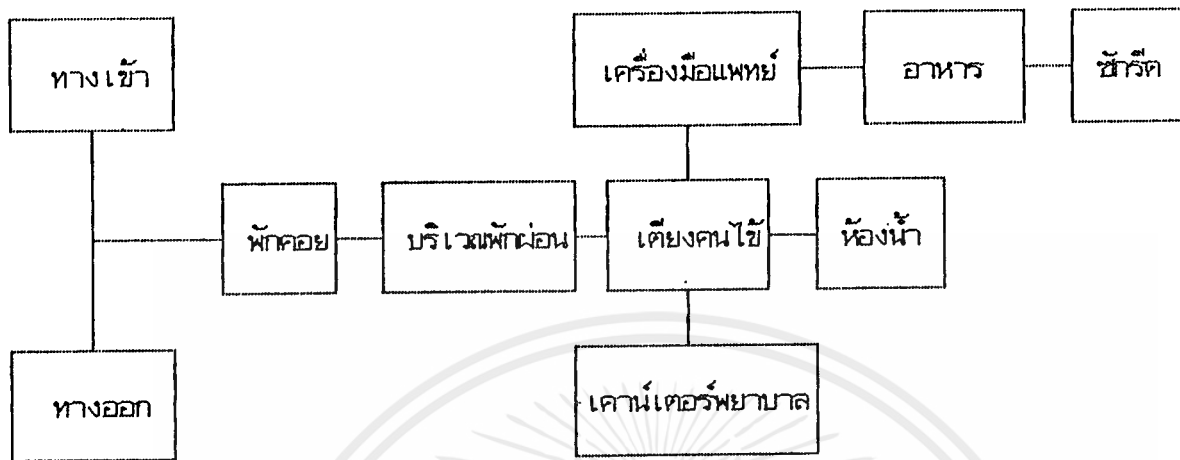 ทางเข้า
เครื่องมือแพทย์
อาหาร
ซักรีด
พักคอย
บริเวณพักผ่อน
เตียงคนไข้
ห้องน้ำ
ทางออก
เคาน์เตอร์พยาบาล